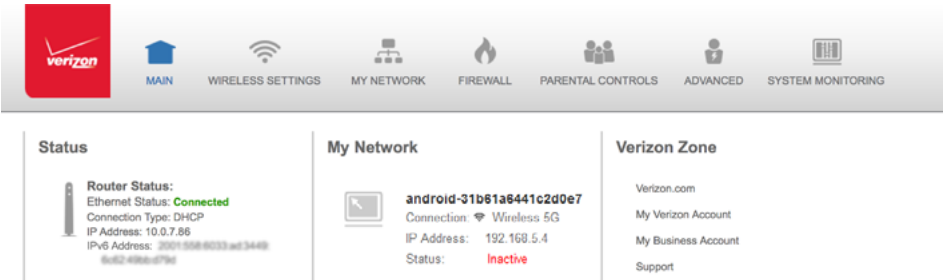 verizon
MAIN
WIRELESS SETTINGS
MY NETWORK
FIREWALL
PARENTAL CONTROLS
ADVANCED
SYSTEM MONITORING
Status
Router Status:
Ethernet Status: Connected
Connection Type: DHCP
IP Address: 10.0.7.86
IPv6 Address:
My Network
android-31b61a6441c2d0e7
Connection: Wireless 5G
IP Address: 192.168.5.4
Status: Inactive
Verizon Zone
Verizon.com
My Verizon Account
My Business Account
Support